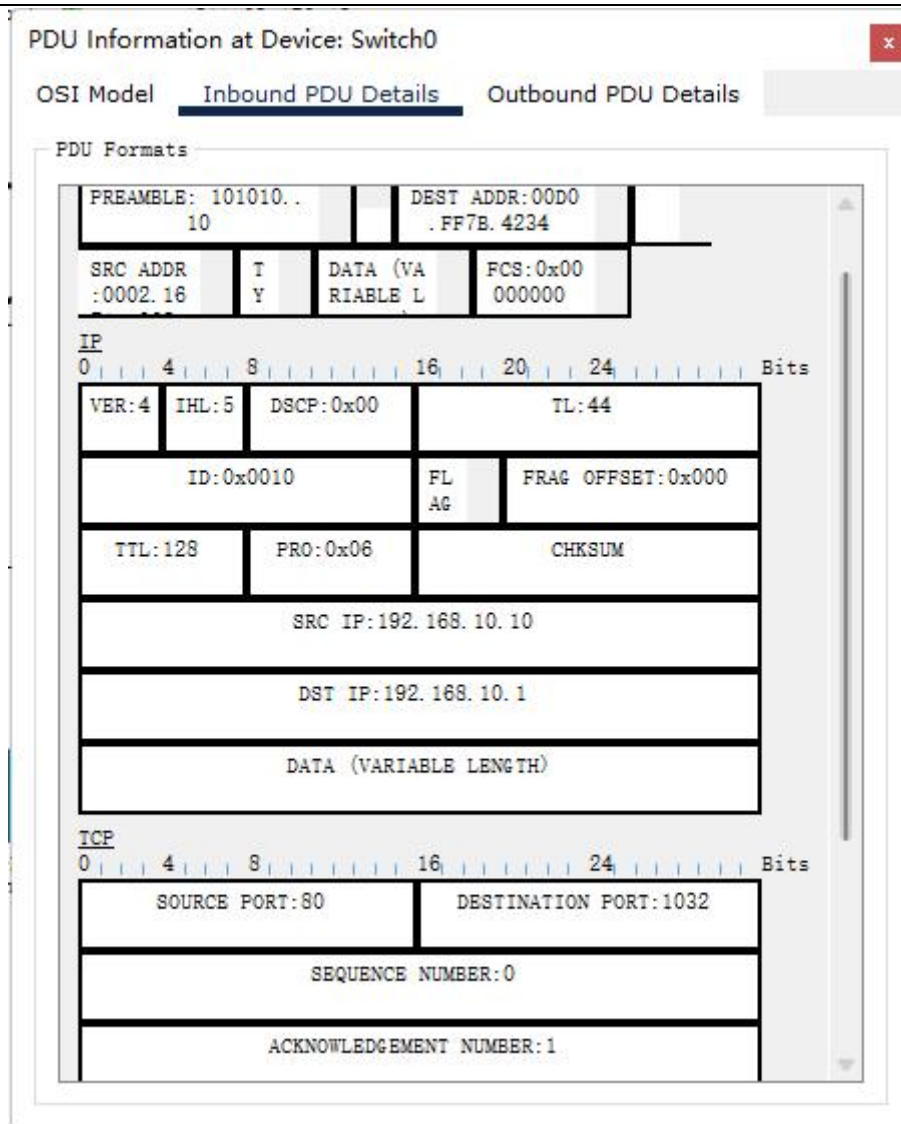 PDU Information at Device: Switch0
x
OSI Model Inbound PDU Details Outbound PDU Details
PDU Formats
PREAMBLE: 101010.. DEST ADDR:00D0
10 .FF7B.4234
SRC ADDR T DATA (VA FCS:0x00
:0002.16 Y RIABLE L 000000
IP
0 4 8 16 20 24 Bits
VER:4 IHL:5 DSCP:0x00 TL:44
ID:0x0010 FL FRAG OFFSET:0x000
AG
TTL:128 PRO:0x06 CHKSUM
SRC IP:192.168.10.10
DST IP:192.168.10.1
DATA (VARIABLE LENGTH)
TCP
0 4 8 16 24 Bits
SOURCE PORT:80 DESTINATION PORT:1032
SEQUENCE NUMBER:0
ACKNOWLEDGEMENT NUMBER:1